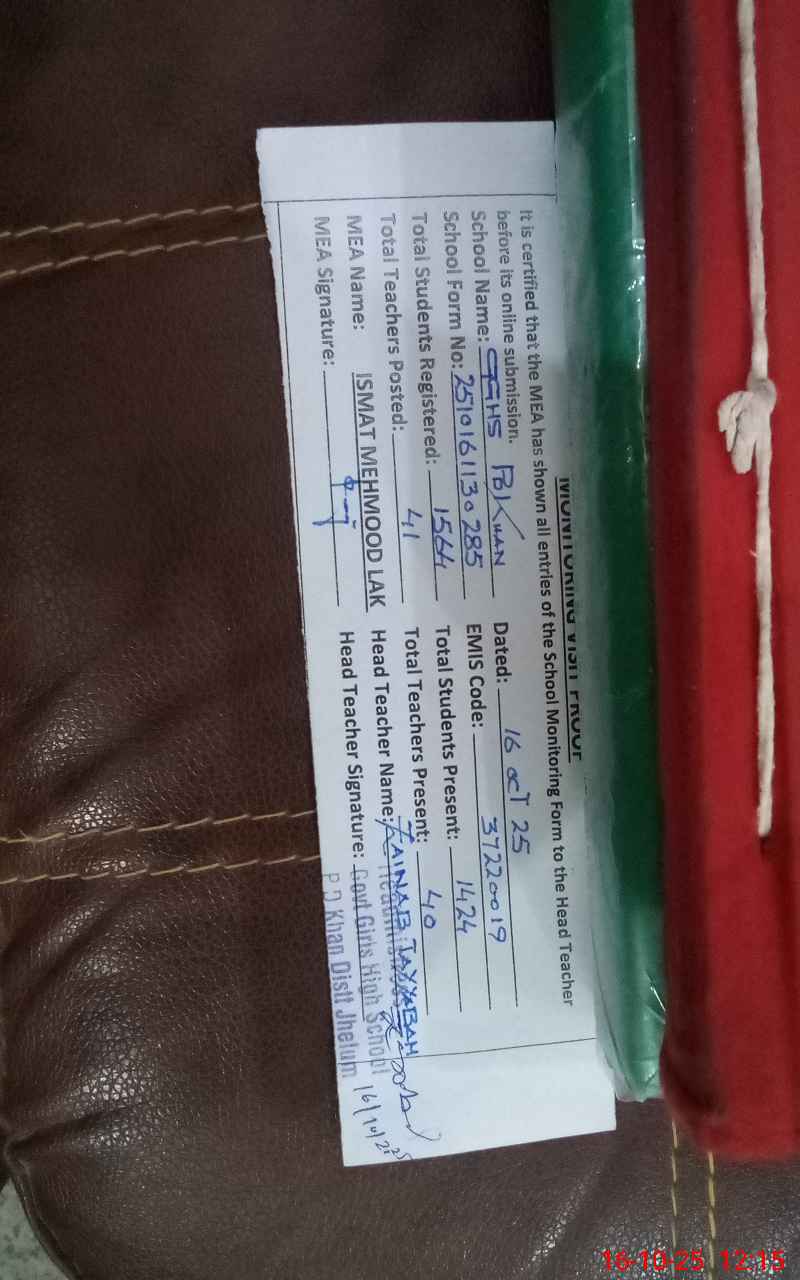 MONITORING VISIT PROOF
It is certified that the MEA has shown all entries of the School Monitoring Form to the Head Teacher
before its online submission.
Dated: 16 OCT 25
School Name: GGHS PDKHAN
EMIS Code: 37220019
School Form No: 2510161130285
Total Students Present: 1424
Total Students Registered: 1564
Total Teachers Present: 40
Total Teachers Posted: 41
Head Teacher Name: ZAINAB TAYYABAH
MEA Name: ISMAT MEHMOOD LAK
Head Teacher Signature:
MEA Signature:
Govt Girls High School
P D Khan Distt Jhelum
16/10/25
16-10-25 12:15